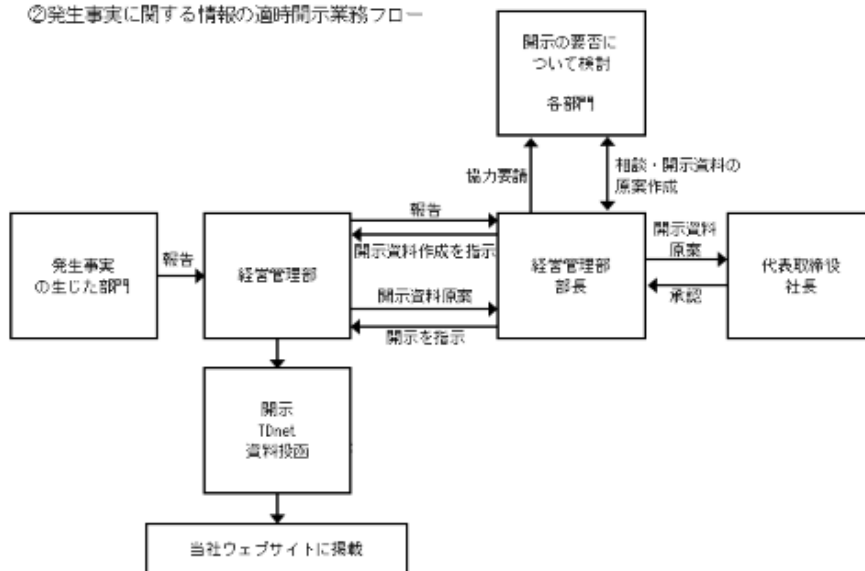 ②発生事実に関する情報の適時開示業務フロー
開示の要否に
ついて検討
各部門
協力要請
相談・開示資料の
原案作成
発生事実
の生じた部門
報告
経営管理部
報告
開示資料作成を指示
開示資料原案
開示を指示
経営管理部
部長
開示資料
原案
承認
代表取締役
社長
開示
TDnet
資料投函
当社ウェブサイトに掲載